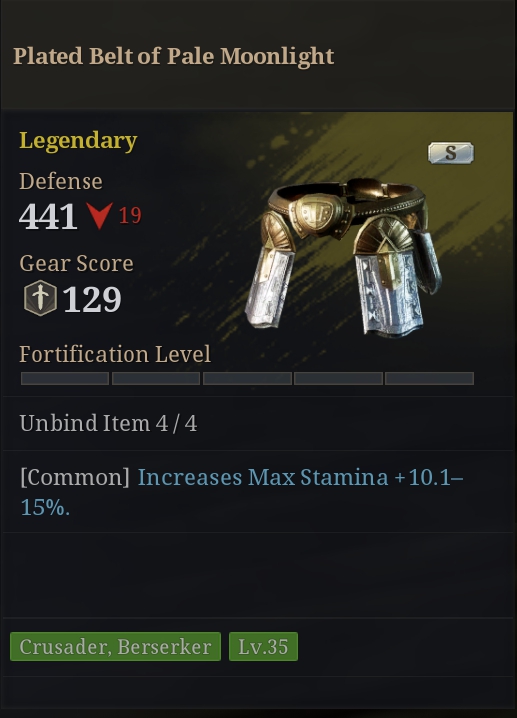 Plated Belt of Pale Moonlight
Legendary
S
Defense
441 19
Gear Score
129
Fortification Level
Unbind Item 4 / 4
[Common] Increases Max Stamina +10.1–
15%.
Crusader, Berserker Lv.35